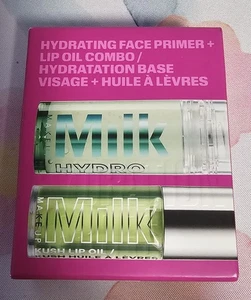 HYDRATING FACE PRIMER +
LIP OIL COMBO /
HYDRATATION BASE
VISAGE + HUILE À LÈVRES
MAKEUP
Milk
HYDRO
MAKEUP
Milk
KUSH LIP OIL /
KUSH HUILE À LÈVRES